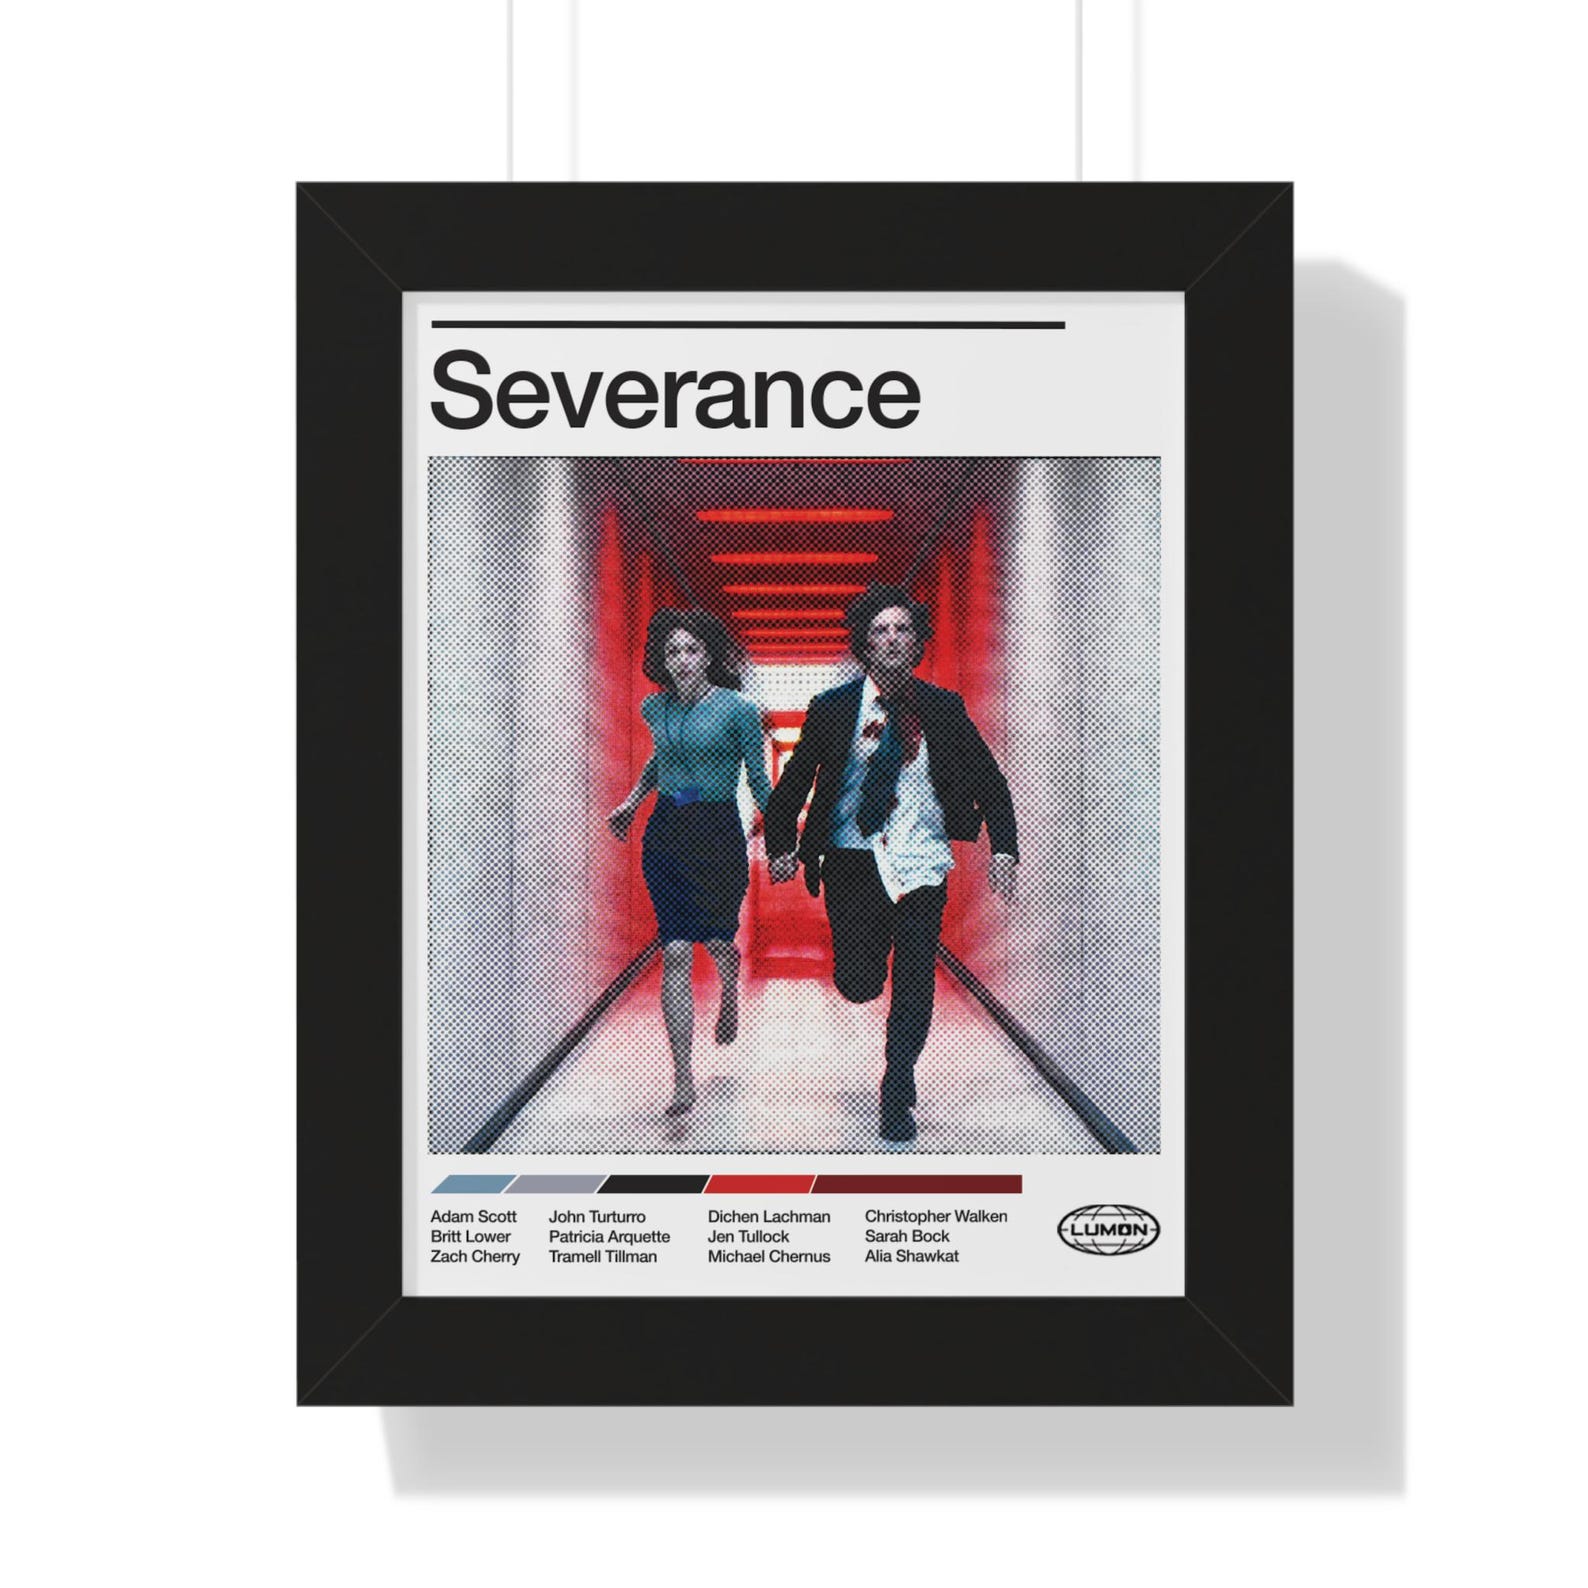 Severance
Adam Scott
Britt Lower
Zach Cherry
John Turturro
Patricia Arquette
Tramell Tillman
Dichen Lachman
Jen Tullock
Michael Chernus
Christopher Walken
Sarah Bock
Alia Shawkat
LUMON